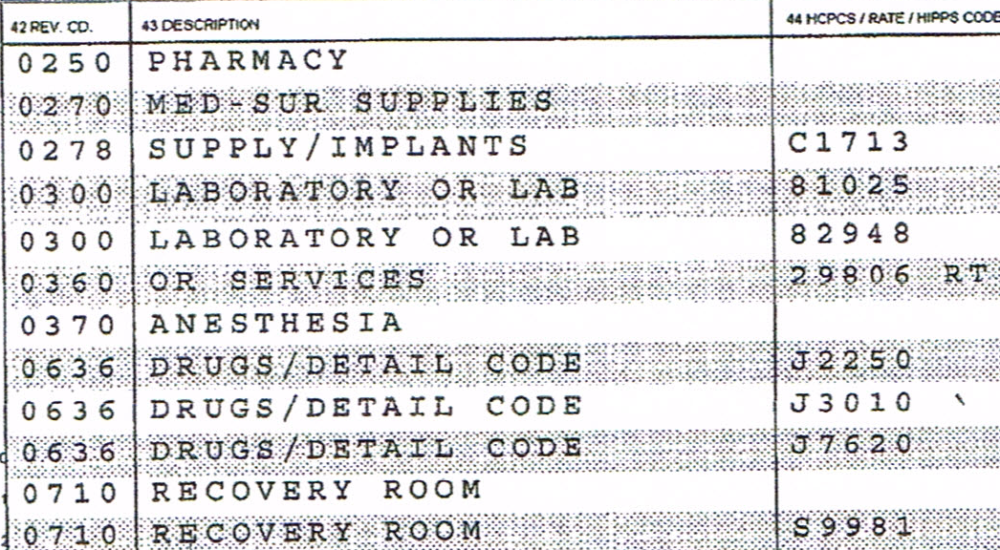 42 REV. CD. 43 DESCRIPTION 44 HCPCS / RATE / HIPPS CODE
0250 PHARMACY
0270 MED-SUR SUPPLIES
0278 SUPPLY/IMPLANTS C1713
0300 LABORATORY OR LAB 81025
0300 LABORATORY OR LAB 82948
0360 OR SERVICES 29806 RT
0370 ANESTHESIA
0636 DRUGS/DETAIL CODE J2250
0636 DRUGS/DETAIL CODE J3010
0636 DRUGS/DETAIL CODE J7620
0710 RECOVERY ROOM
0710 RECOVERY ROOM S9981